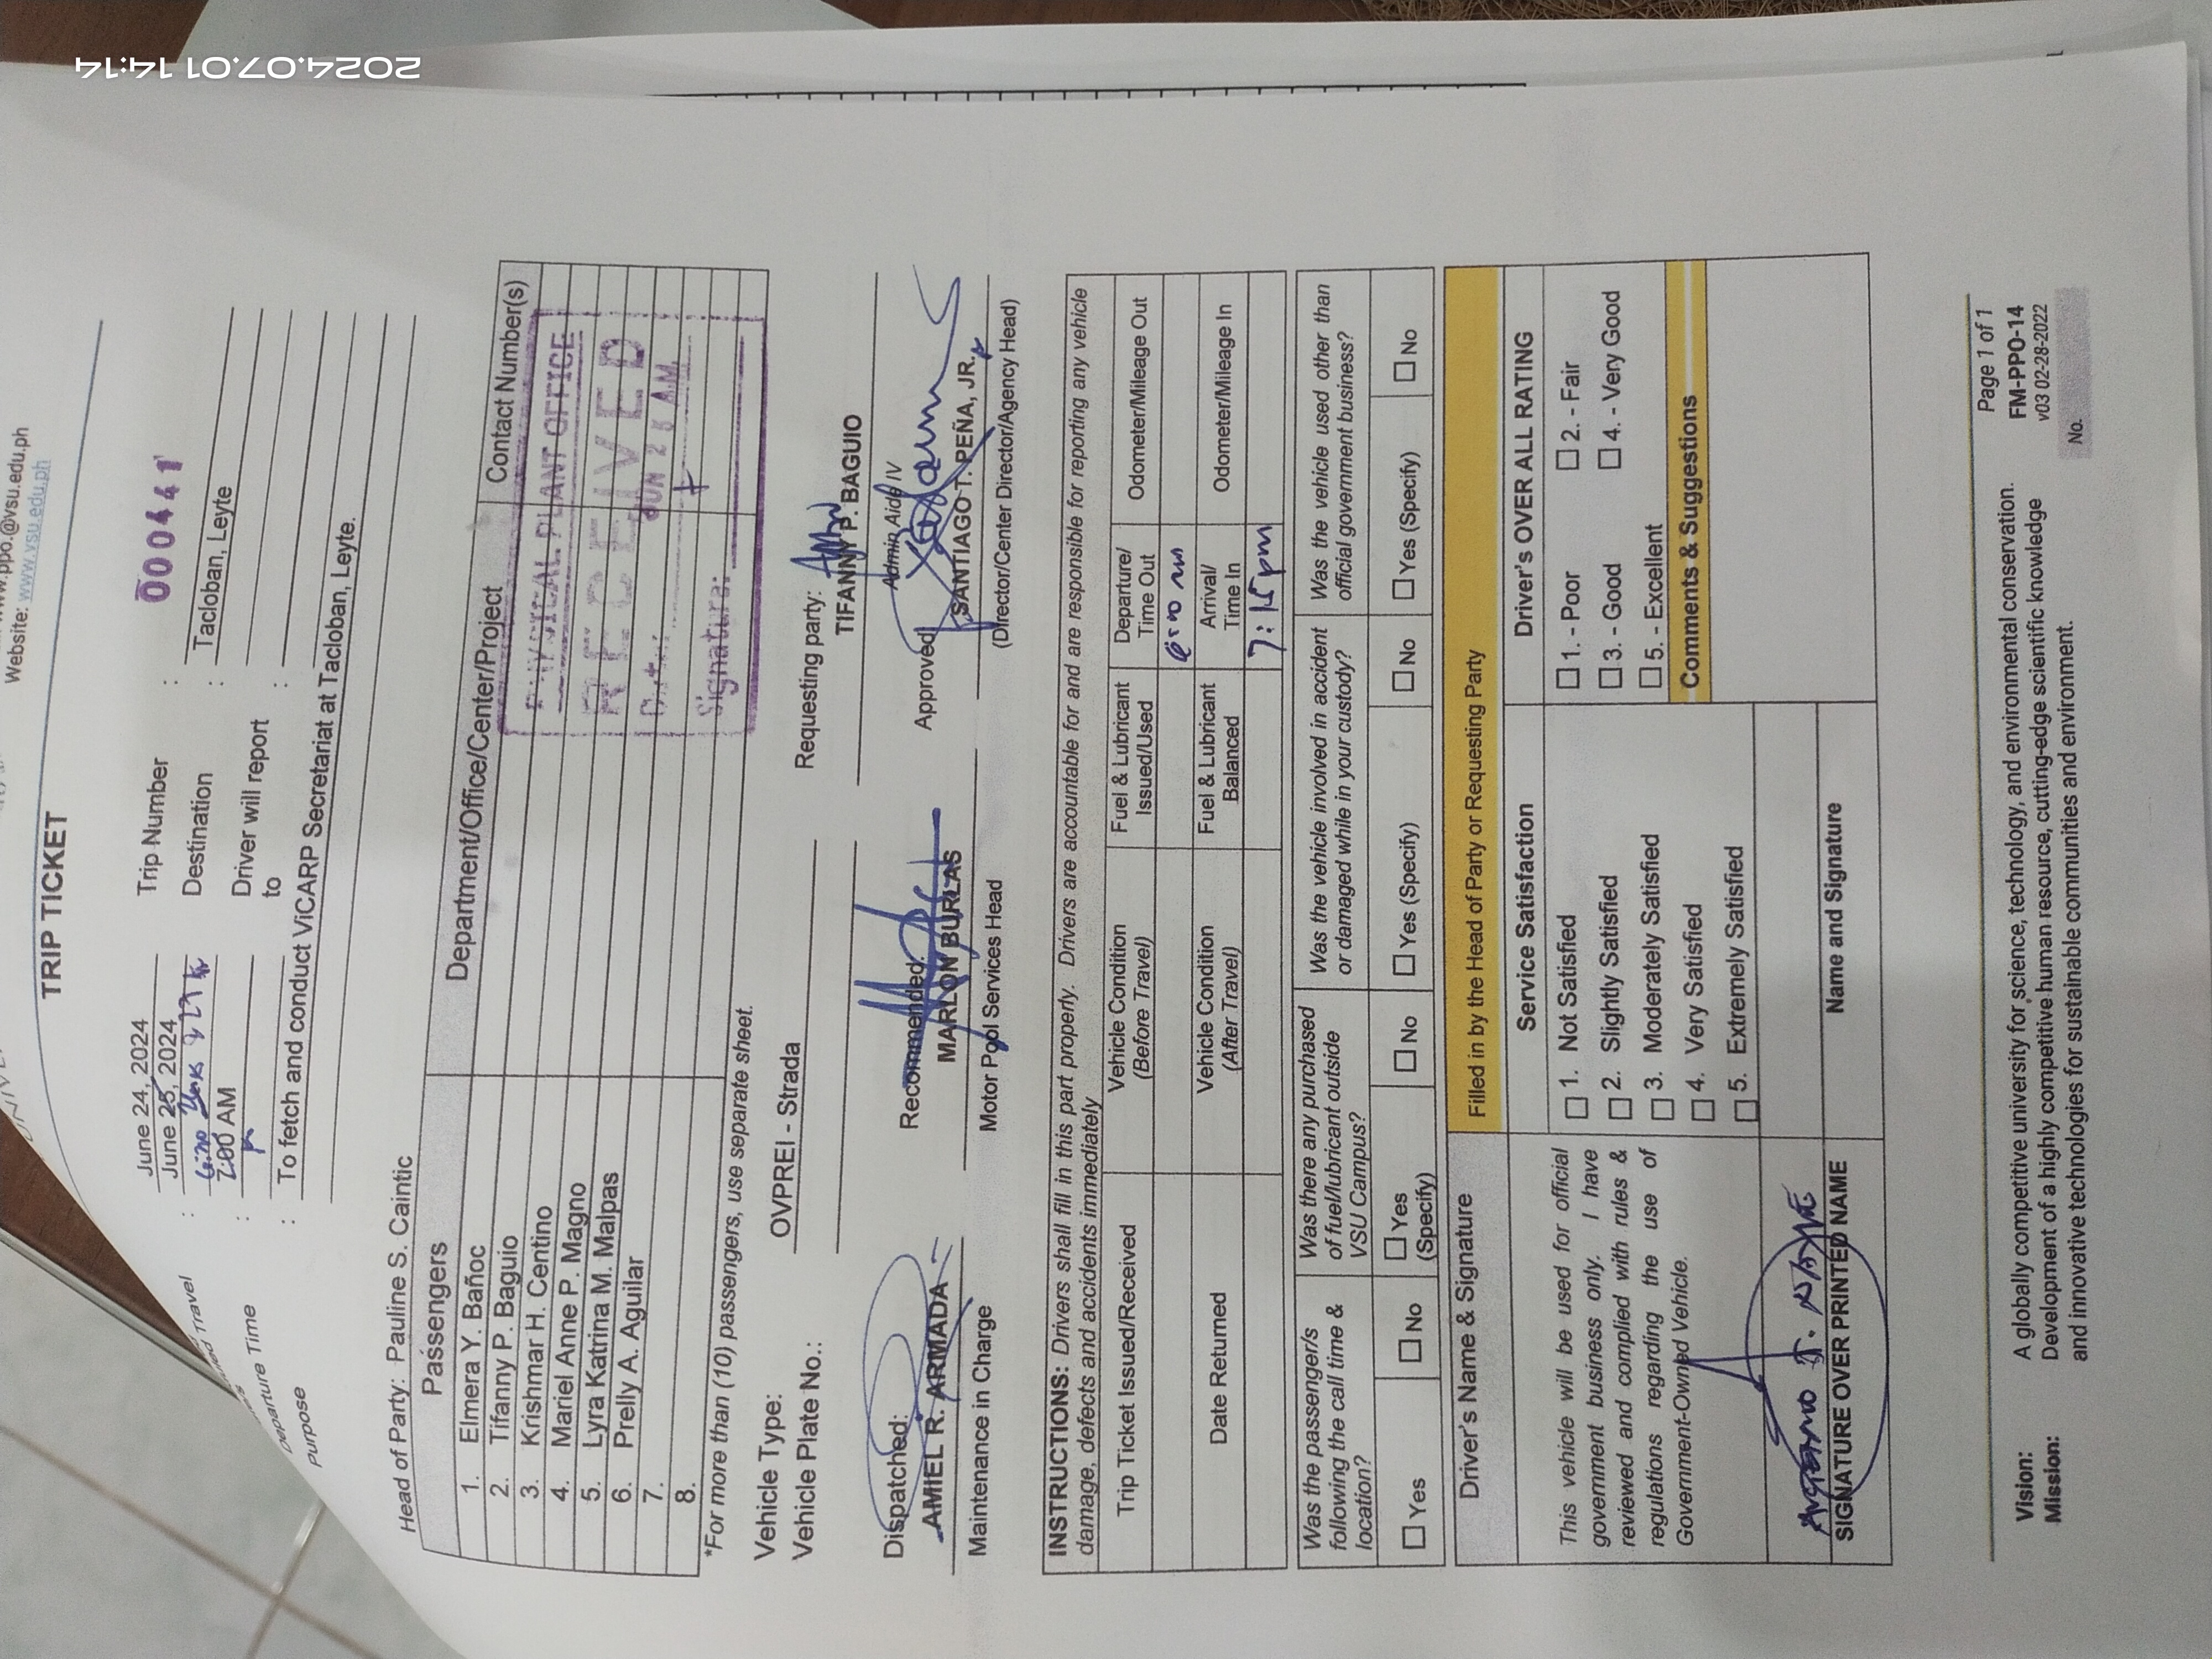 2024.07.01 14:14
Website: www.vsu.edu.ph
TRIP TICKET
June 24, 2024
Trip Number : 000441
June 25, 2024
Destination : Tacloban, Leyte
Driver will report to :
Departure Time : 7:00 AM
Purpose : To fetch and conduct ViCARP Secretariat at Tacloban, Leyte.
Head of Party: Pauline S. Caintic
Passengers Department/Office/Center/Project Contact Number(s)
1. Elmera Y. Bañoc
2. Tifanny P. Baguio
3. Krishmar H. Centino
4. Mariel Anne P. Magno
5. Lyra Katrina M. Malpas
6. Prelly A. Aguilar
7.
8.
PHYSICAL PLANT OFFICE
RECEIVED
Signature:
*For more than (10) passengers, use separate sheet.
Vehicle Type: OVPREI - Strada
Vehicle Plate No.:
Requesting party:
TIFANNY P. BAGUIO
Admin Aide IV
Dispatched: Recommended: Approved:
AMIEL R. ARMADA MARLON BURLAS SANTIAGO T. PEÑA, JR.
Maintenance in Charge Motor Pool Services Head (Director/Center Director/Agency Head)
INSTRUCTIONS: Drivers shall fill in this part properly. Drivers are accountable for and are responsible for reporting any vehicle
damage, defects and accidents immediately
Trip Ticket Issued/Received Vehicle Condition (Before Travel) Fuel & Lubricant Issued/Used Departure/ Time Out Odometer/Mileage Out
Date Returned Vehicle Condition (After Travel) Fuel & Lubricant Balanced Arrival/ Time In Odometer/Mileage In
7:15 pm
Was the passenger/s following the call time & location?
Was there any purchased of fuel/lubricant outside VSU Campus?
Was the vehicle involved in accident or damaged while in your custody?
Was the vehicle used other than official government business?
☐ Yes ☐ No ☐ Yes (Specify) ☐ No ☐ Yes (Specify) ☐ No ☐ Yes (Specify) ☐ No
Driver's Name & Signature Filled in by the Head of Party or Requesting Party
Service Satisfaction Driver's OVER ALL RATING
This vehicle will be used for official
government business only. I have
reviewed and complied with rules &
regulations regarding the use of
Government-Owned Vehicle.
☐ 1. Not Satisfied
☐ 2. Slightly Satisfied
☐ 3. Moderately Satisfied
☐ 4. Very Satisfied
☐ 5. Extremely Satisfied
☐ 1. - Poor ☐ 2. - Fair
☐ 3. - Good ☐ 4. - Very Good
☐ 5. - Excellent
Comments & Suggestions
SIGNATURE OVER PRINTED NAME Name and Signature
Vision: A globally competitive university for science, technology, and environmental conservation.
Mission: Development of a highly competitive human resource, cutting-edge scientific knowledge
and innovative technologies for sustainable communities and environment.
Page 1 of 1
FM-PPO-14
v03 02-28-2022
No.